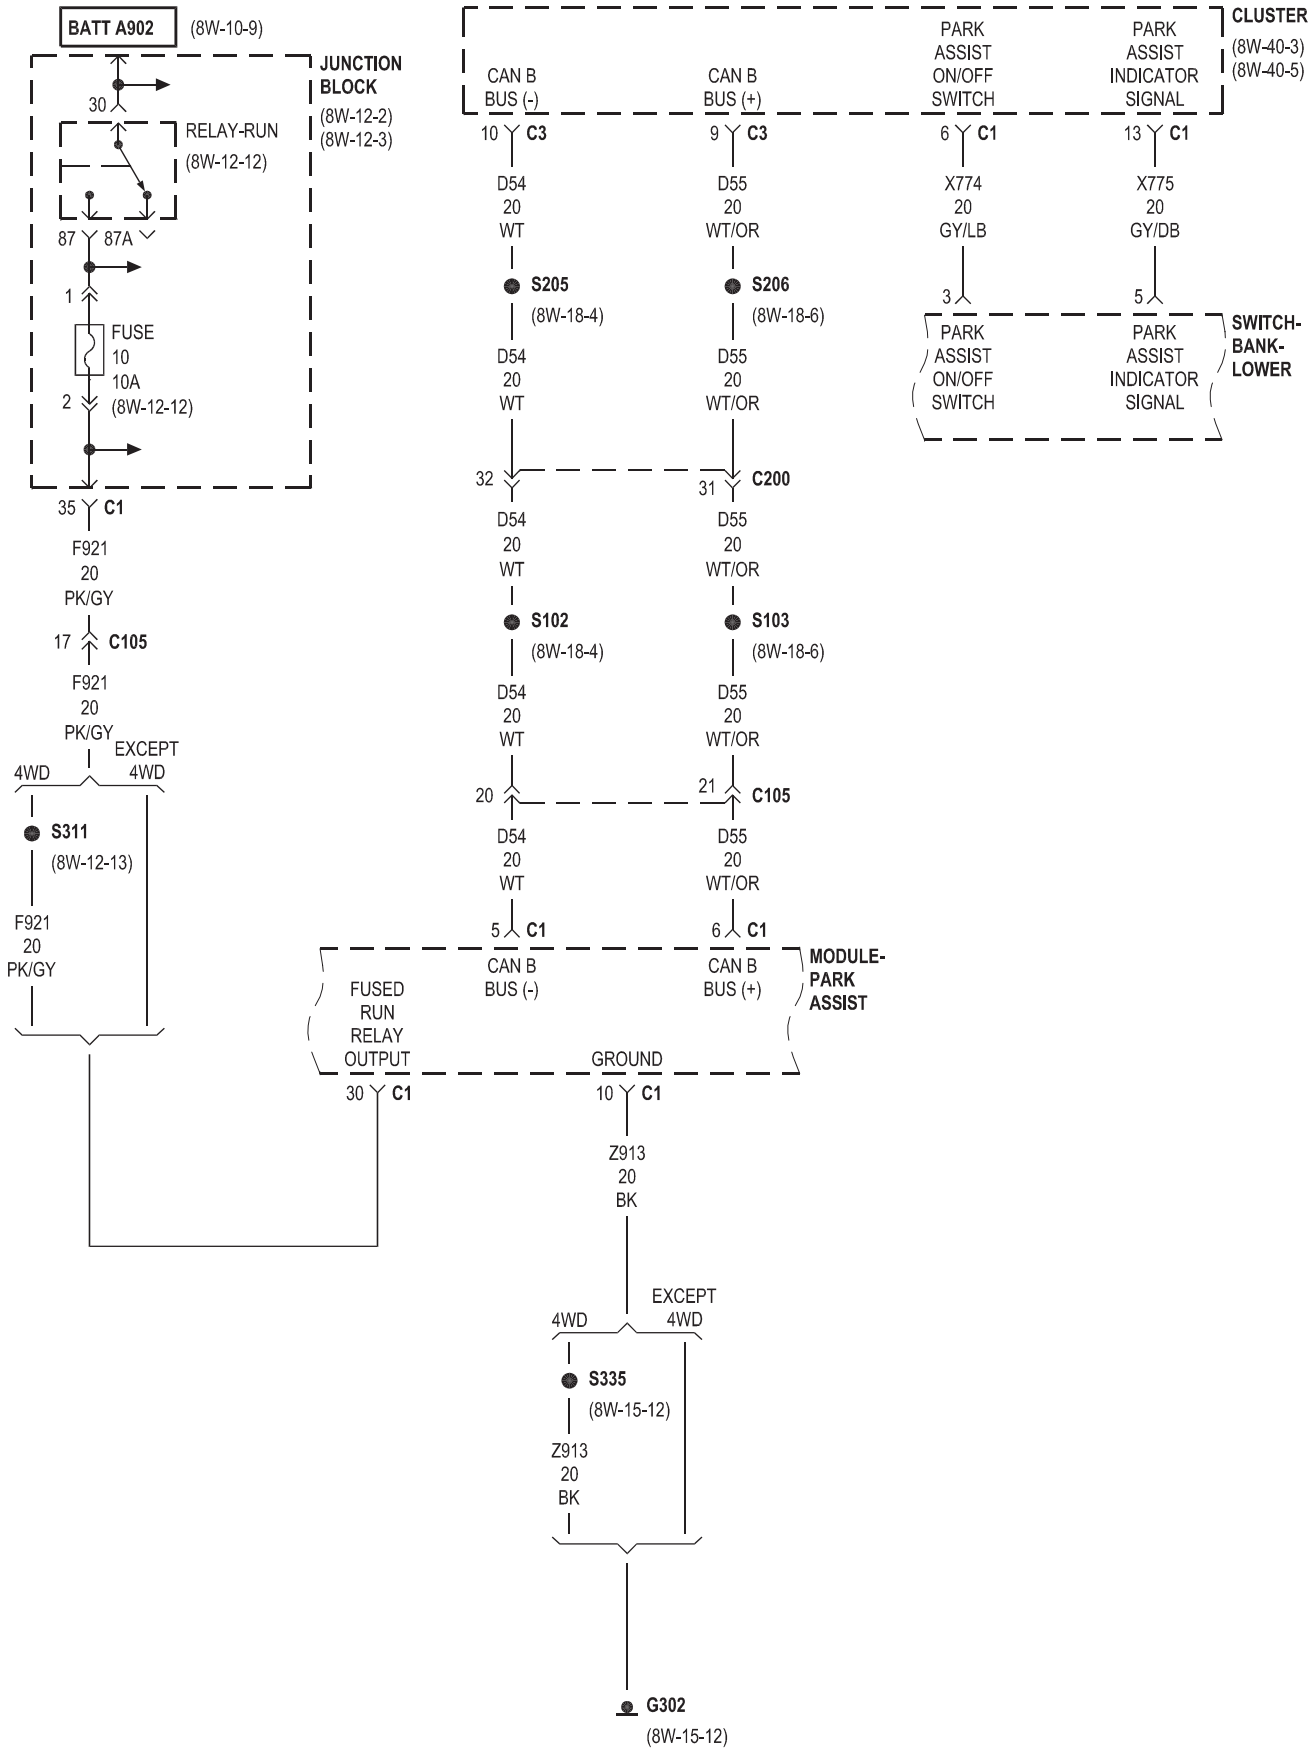 BATT A902 (8W-10-9)
JUNCTION
BLOCK
(8W-12-2)
(8W-12-3)
30
RELAY-RUN
(8W-12-12)
87 87A
1
FUSE
10
10A
(8W-12-12)
2
35 C1
F921
20
PK/GY
17 C105
F921
20
PK/GY
4WD
EXCEPT
4WD
S311
(8W-12-13)
F921
20
PK/GY
CLUSTER
(8W-40-3)
(8W-40-5)
CAN B
BUS (-)
CAN B
BUS (+)
PARK
ASSIST
ON/OFF
SWITCH
PARK
ASSIST
INDICATOR
SIGNAL
10 C3
9 C3
6 C1
13 C1
D54
20
WT
D55
20
WT/OR
X774
20
GY/LB
X775
20
GY/DB
S205
(8W-18-4)
S206
(8W-18-6)
3
5
PARK
ASSIST
ON/OFF
SWITCH
PARK
ASSIST
INDICATOR
SIGNAL
SWITCH-
BANK-
LOWER
D54
20
WT
D55
20
WT/OR
32
31
C200
D54
20
WT
D55
20
WT/OR
S102
(8W-18-4)
S103
(8W-18-6)
D54
20
WT
D55
20
WT/OR
20
21
C105
D54
20
WT
D55
20
WT/OR
5 C1
6 C1
MODULE-
PARK
ASSIST
CAN B
BUS (-)
CAN B
BUS (+)
FUSED
RUN
RELAY
OUTPUT
GROUND
30 C1
10 C1
Z913
20
BK
4WD
EXCEPT
4WD
S335
(8W-15-12)
Z913
20
BK
G302
(8W-15-12)